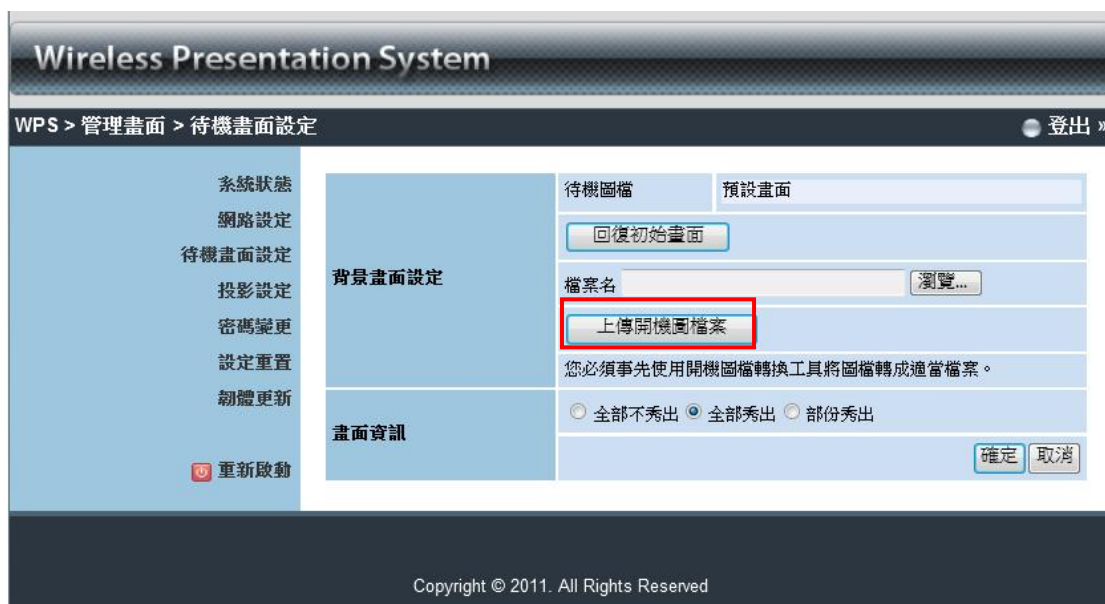 Wireless Presentation System
WPS > 管理畫面 > 待機畫面設定
登出 »
系統狀態
網路設定
待機畫面設定
投影設定
密碼變更
設定重置
韌體更新
重新啟動
背景畫面設定
待機圖檔 預設畫面
回復初始畫面
檔案名 瀏覽...
上傳開機圖檔案
您必須事先使用開機圖檔轉換工具將圖檔轉成適當檔案。
畫面資訊
全部不秀出 全部秀出 部份秀出
確定 取消
Copyright © 2011. All Rights Reserved